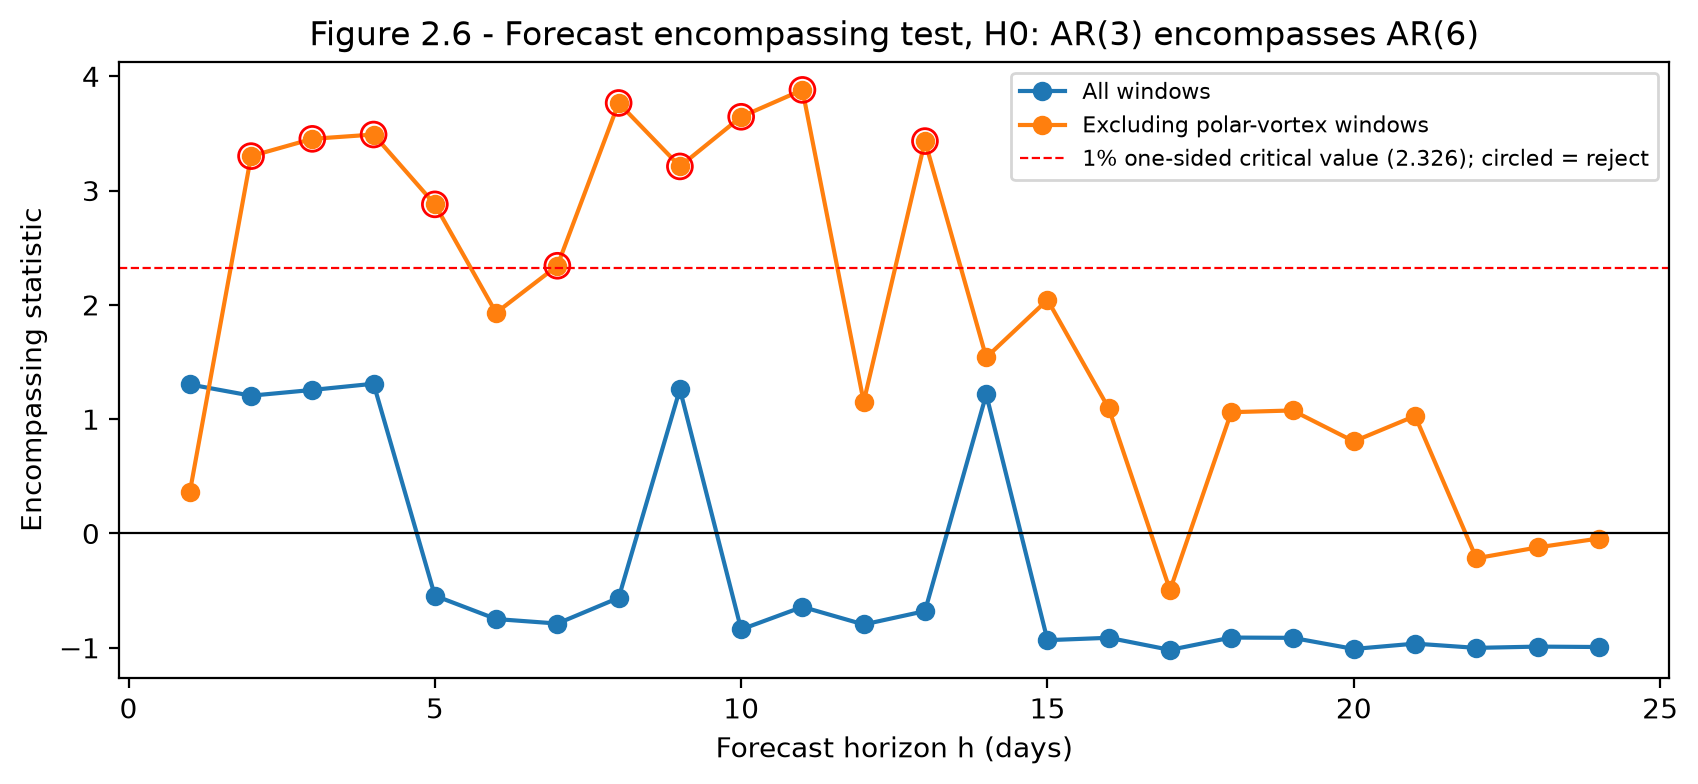 Figure 2.6 - Forecast encompassing test, H0: AR(3) encompasses AR(6)
All windows
Excluding polar-vortex windows
1% one-sided critical value (2.326); circled = reject
Encompassing statistic
4
3
2
1
0
−1
0 5 10 15 20 25
Forecast horizon h (days)